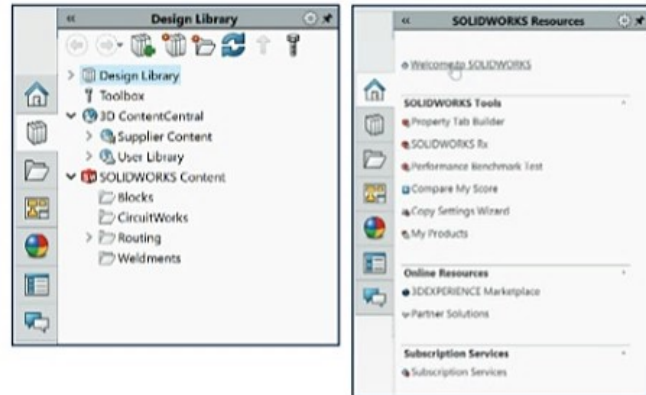 Design Library
Design Library
Toolbox
3D ContentCentral
Supplier Content
User Library
SOLIDWORKS Content
Blocks
CircuitWorks
Routing
Weldments
SOLIDWORKS Resources
Welcome to SOLIDWORKS
SOLIDWORKS Tools
Property Tab Builder
SOLIDWORKS Rx
Performance Benchmark Test
Compare My Score
Copy Settings Wizard
My Products
Online Resources
3DEXPERIENCE Marketplace
Partner Solutions
Subscription Services
Subscription Services